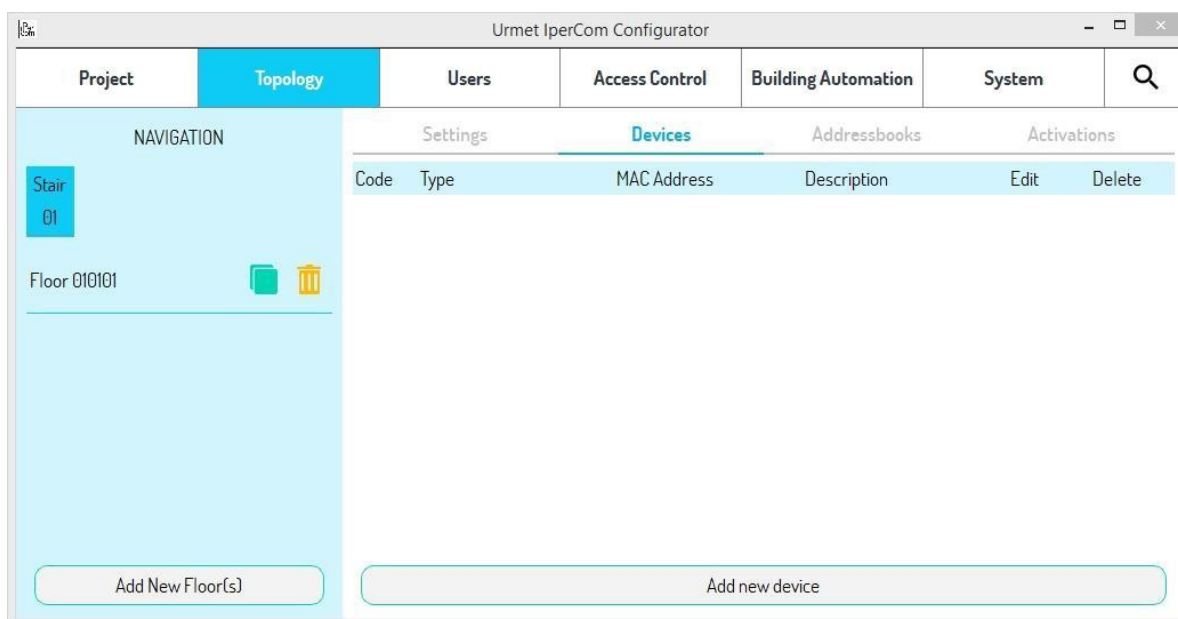 Urmet IperCom Configurator
Project Topology Users Access Control Building Automation System
NAVIGATION
Settings Devices Addressbooks Activations
Code Type MAC Address Description Edit Delete
Stair
01
Floor 010101
Add New Floor(s)
Add new device